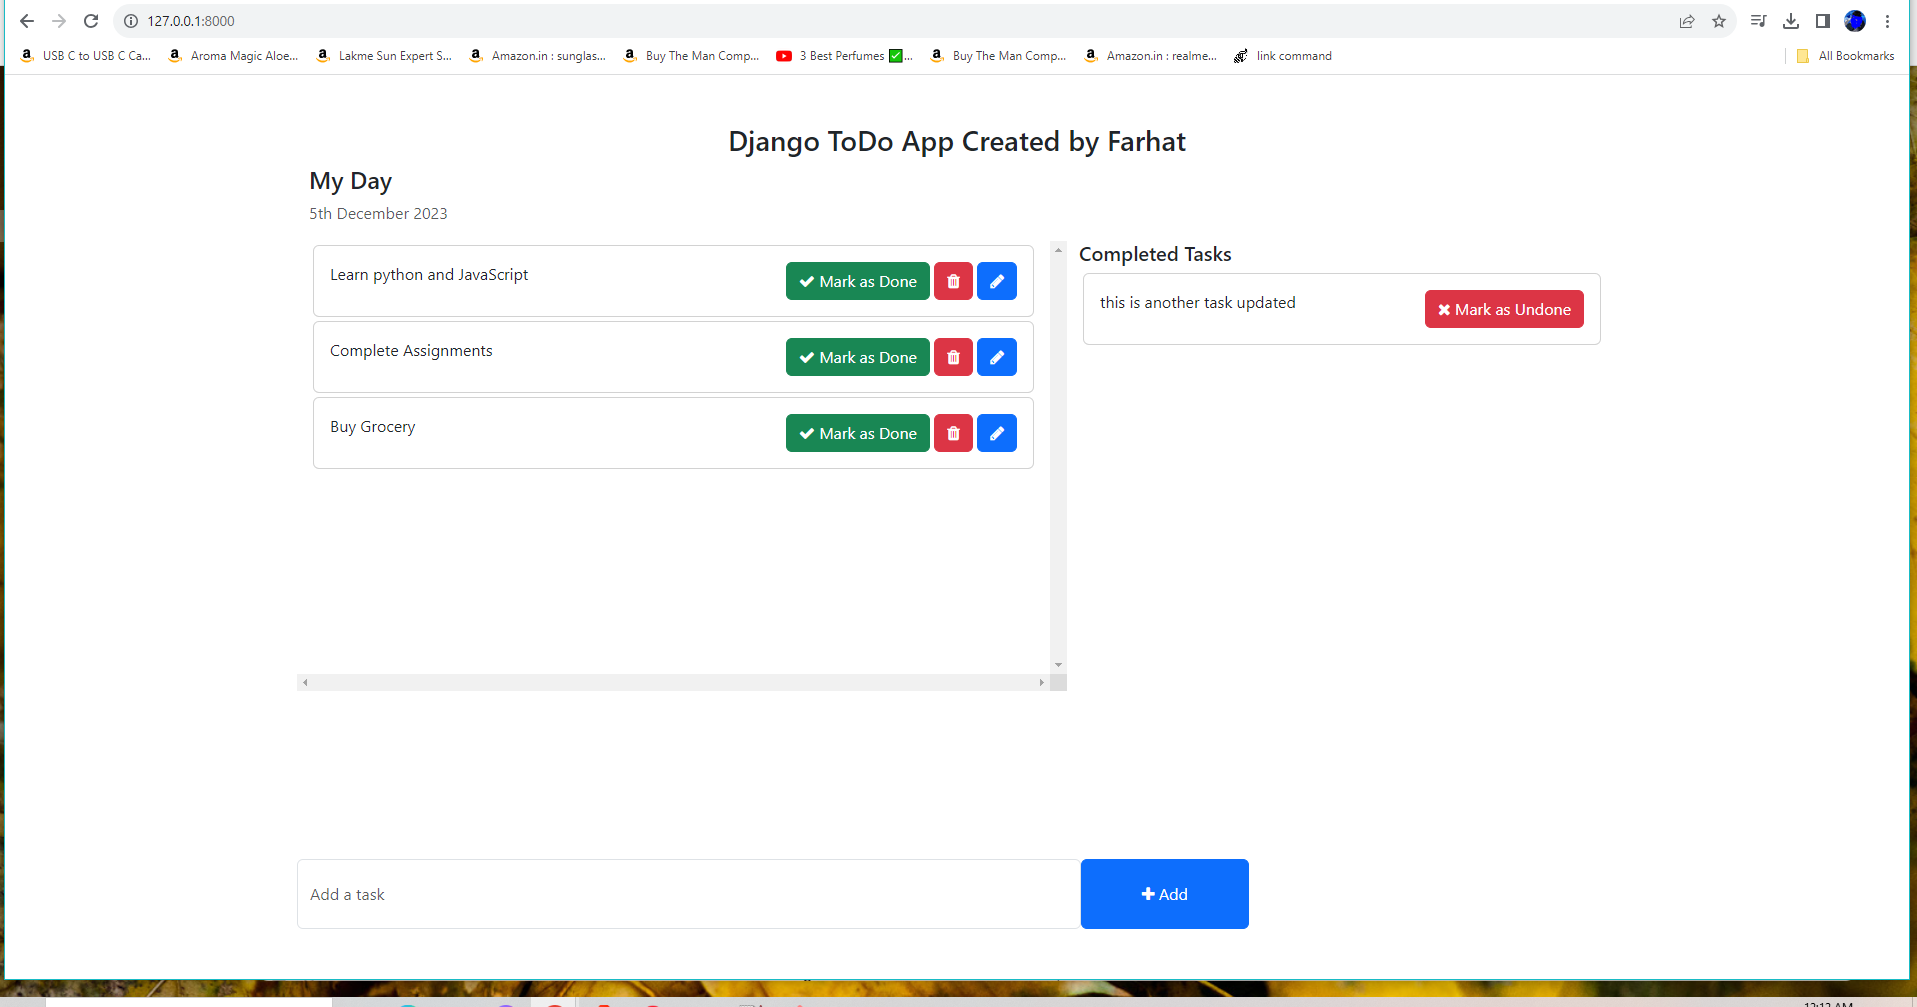 127.0.0.1:8000
USB C to USB C Ca... Aroma Magic Aloe... Lakme Sun Expert S... Amazon.in : sunglas... Buy The Man Comp... 3 Best Perfumes ✅... Buy The Man Comp... Amazon.in : realme... link command All Bookmarks
Django ToDo App Created by Farhat
My Day
5th December 2023
Learn python and JavaScript Mark as Done
Complete Assignments Mark as Done
Buy Grocery Mark as Done
Completed Tasks
this is another task updated Mark as Undone
Add a task Add